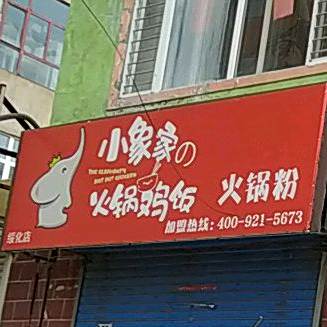 小象家の
THE ELEPHANT'S
HOT POT CHICKEN
火锅鸡饭 火锅粉
加盟热线：400-921-5673
绥化店